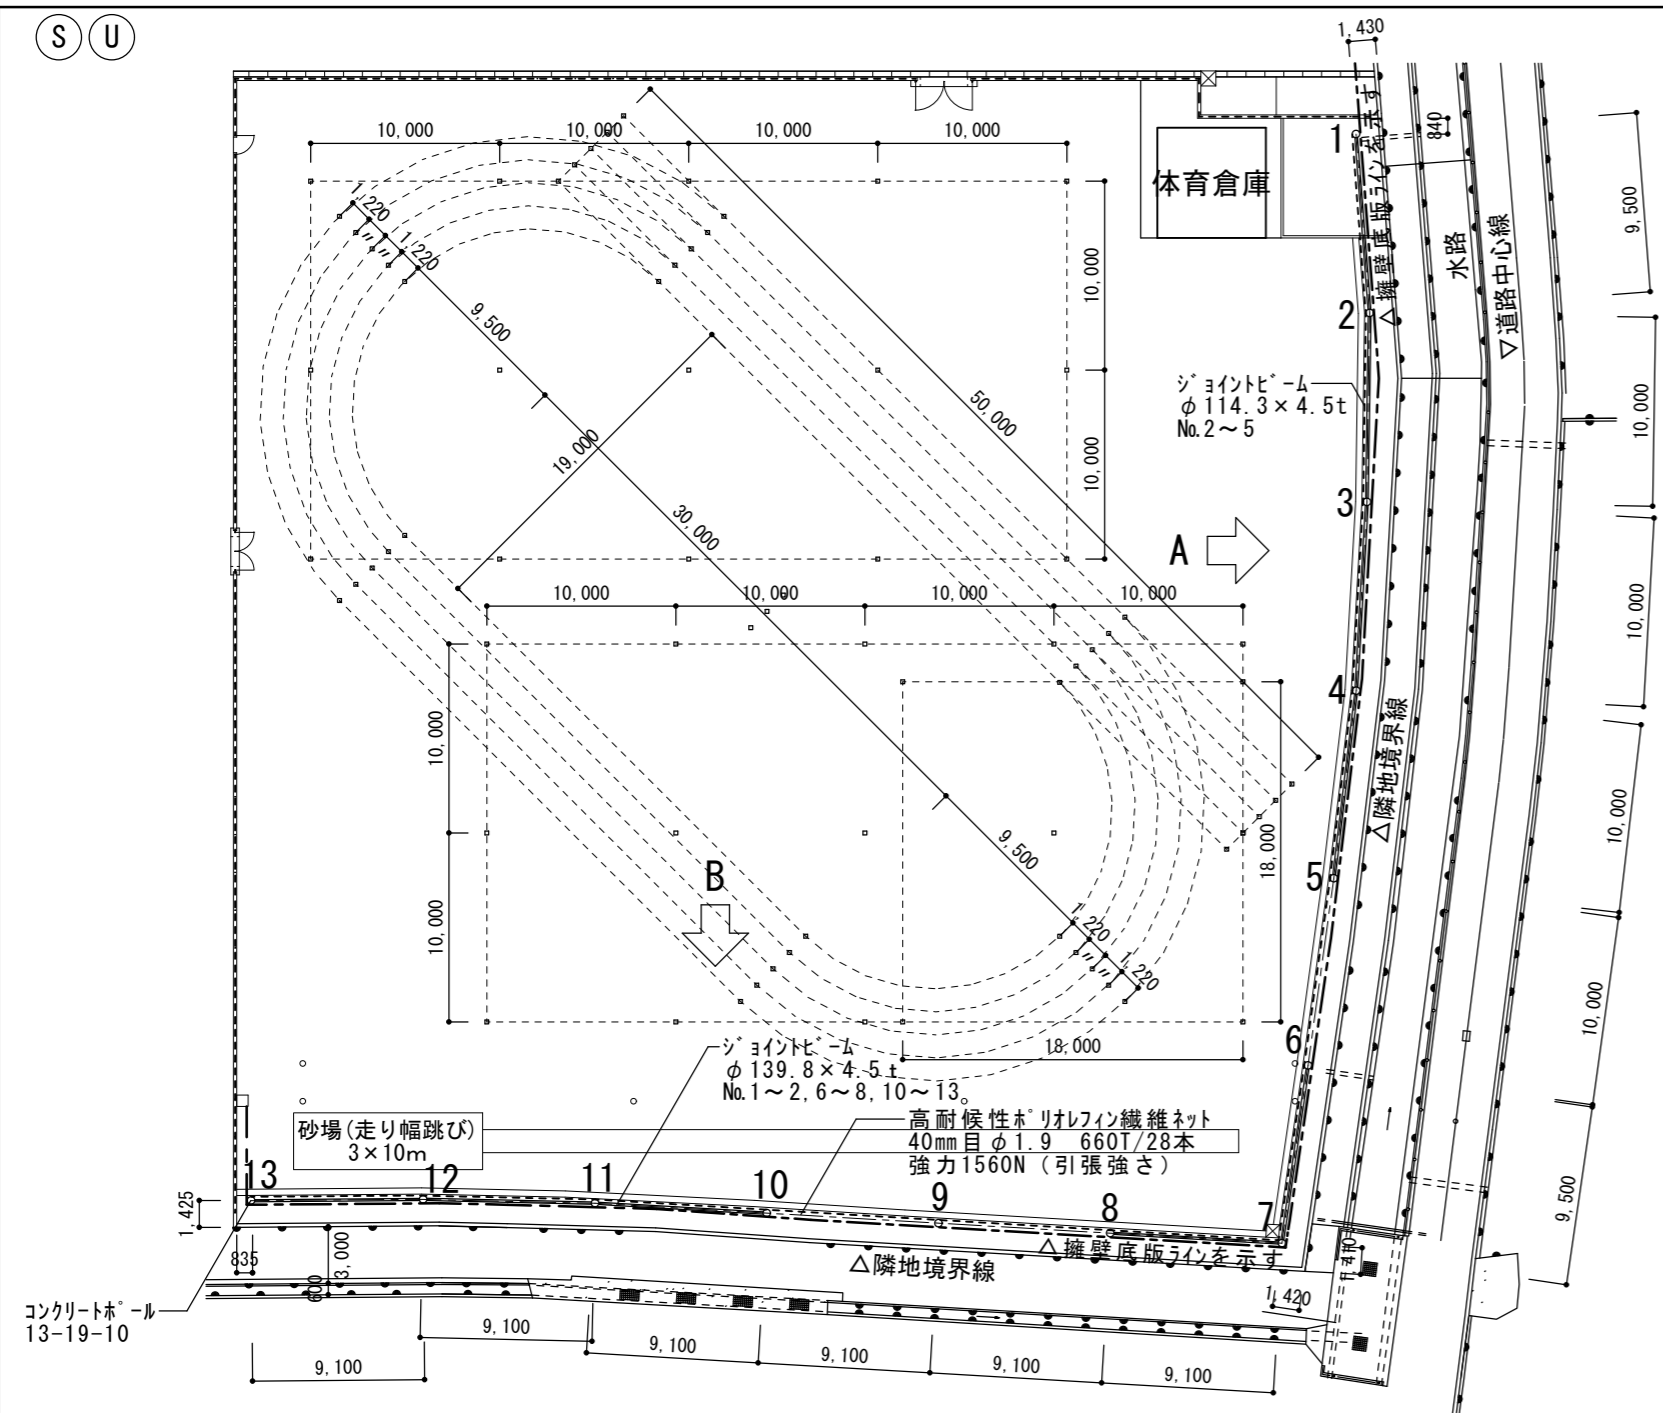 S U
1,430
10,000 10,000 10,000 10,000
1
840
体育倉庫
△擁壁底版ラインを示す
水路
▽道路中心線
9,500
1,220
〃
〃
1,220
9,500
10,000
2
ジョイントビーム
φ114.3×4.5t
No.2～5
50,000
10,000
19,000
10,000
3
30,000
A
10,000
10,000 10,000 10,000 10,000
4
△隣地境界線
10,000
10,000
9,500
18,000
5
B
10,000
1,220
〃
〃
1,220
10,000
6
18,000
ジョイントビーム
φ139.8×4.5t
No.1～2,6～8,10～13
高耐候性ポリオレフィン繊維ネット
40mm目φ1.9 660T/28本
強力1560N（引張強さ）
砂場(走り幅跳び)
3×10m
13 12 11 10 9 8 7
9,500
1,425
835
3,000
600
△隣地境界線
△擁壁底版ラインを示す
1,410
1,420
コンクリートポール
13-19-10
9,100
9,100
9,100
9,100
9,100
9,100